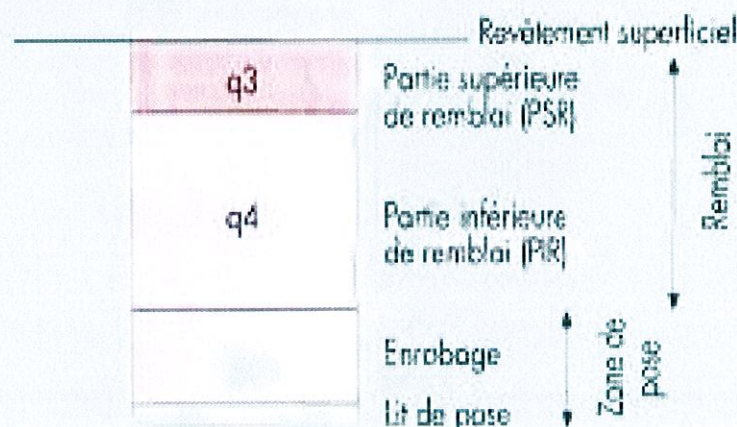 Revêtement superficiel
q3
Partie supérieure
de remblai (PSR)
q4
Partie inférieure
de remblai (PIR)
Remblai
Enrobage
Lit de pose
Zone de
pose